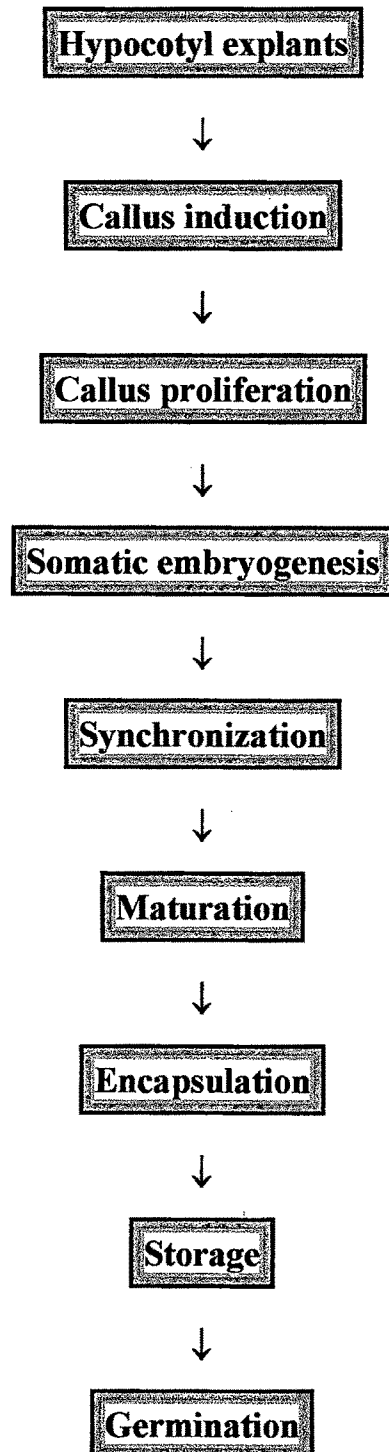 Hypocotyl explants
↓
Callus induction
↓
Callus proliferation
↓
Somatic embryogenesis
↓
Synchronization
↓
Maturation
↓
Encapsulation
↓
Storage
↓
Germination